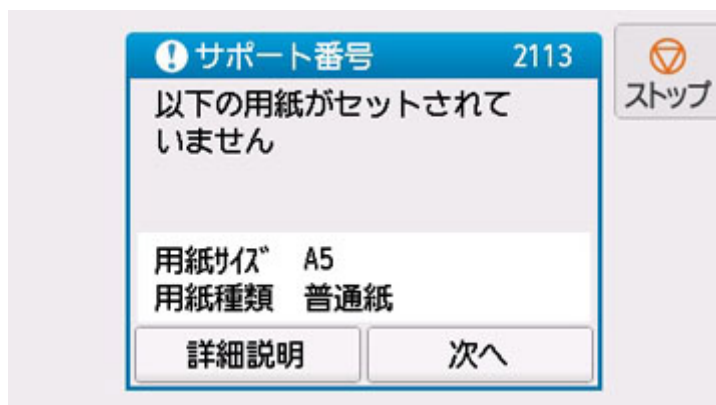 サポート番号 2113
ストップ
以下の用紙がセットされて
いません
用紙サイズ A5
用紙種類 普通紙
詳細説明 次へ